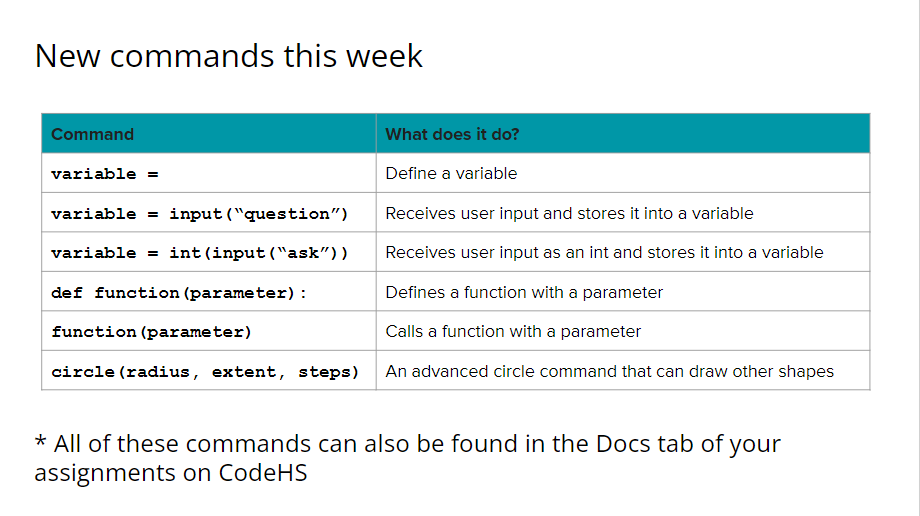 New commands this week
Command What does it do?
variable = Define a variable
variable = input(“question”) Receives user input and stores it into a variable
variable = int(input(“ask”)) Receives user input as an int and stores it into a variable
def function(parameter): Defines a function with a parameter
function(parameter) Calls a function with a parameter
circle(radius, extent, steps) An advanced circle command that can draw other shapes
* All of these commands can also be found in the Docs tab of your
assignments on CodeHS